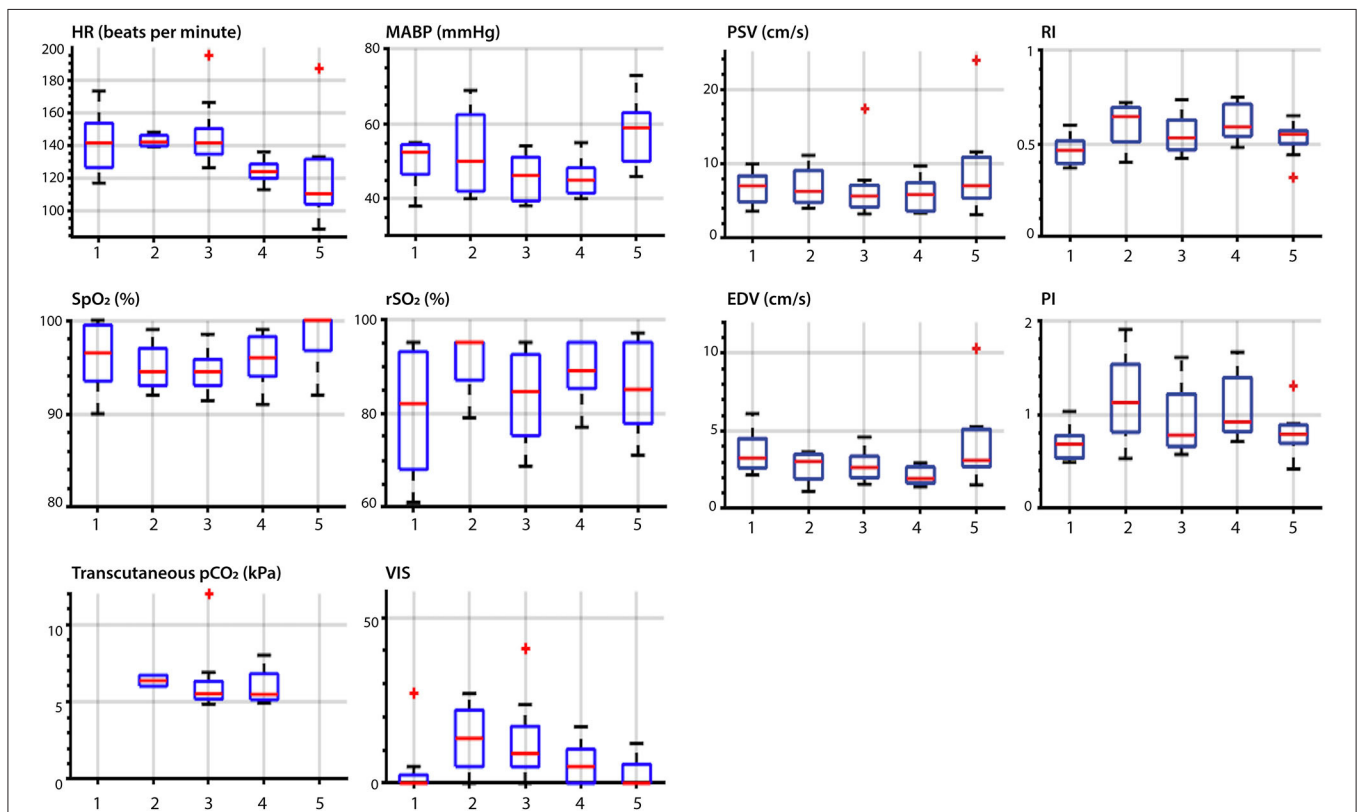 HR (beats per minute)
200
180
160
140
120
100
1 2 3 4 5
MABP (mmHg)
80
60
40
1 2 3 4 5
PSV (cm/s)
20
10
0
1 2 3 4 5
RI
1
0.5
0
1 2 3 4 5
SpO₂ (%)
100
90
80
1 2 3 4 5
rSO₂ (%)
100
80
60
1 2 3 4 5
EDV (cm/s)
10
5
0
1 2 3 4 5
PI
2
1
0
1 2 3 4 5
Transcutaneous pCO₂ (kPa)
10
5
0
1 2 3 4 5
VIS
50
0
1 2 3 4 5